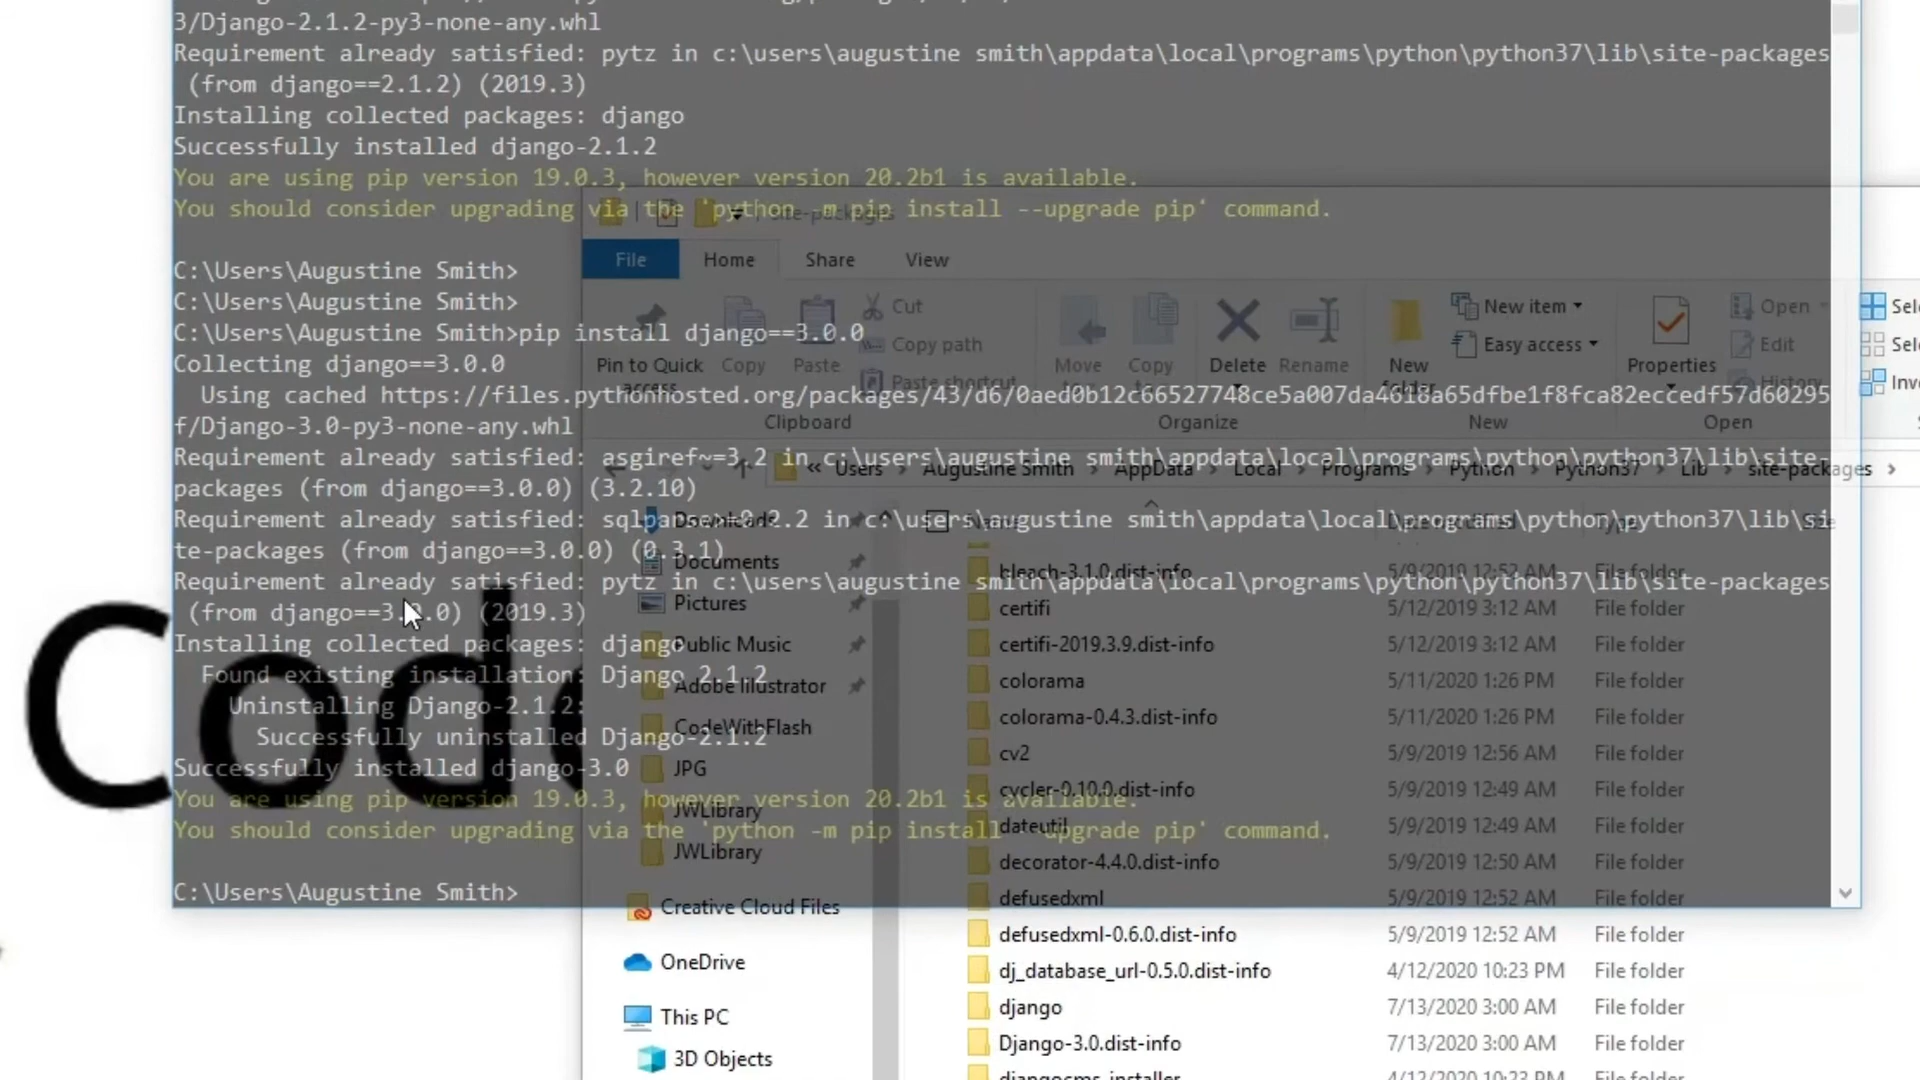 3/Django-2.1.2-py3-none-any.whl
Requirement already satisfied: pytz in c:\users\augustine smith\appdata\local\programs\python\python37\lib\site-packages
(from django==2.1.2) (2019.3)
Installing collected packages: django
Successfully installed django-2.1.2
You are using pip version 19.0.3, however version 20.2b1 is available.
You should consider upgrading via the 'python -m pip install --upgrade pip' command.
C:\Users\Augustine Smith>
C:\Users\Augustine Smith>
C:\Users\Augustine Smith>pip install django==3.0.0
Collecting django==3.0.0
Using cached
f/Django-3.0-py3-none-any.whl
Requirement already satisfied: asgiref~=3.2 in c:\users\augustine smith\appdata\local\programs\python\python37\lib\site-
packages (from django==3.0.0) (3.2.10)
Requirement already satisfied: sqlparse>=0.2.2 in c:\users\augustine smith\appdata\local\programs\python\python37\lib\si
te-packages (from django==3.0.0) (0.3.1)
Requirement already satisfied: pytz in c:\users\augustine smith\appdata\local\programs\python\python37\lib\site-packages
(from django==3.0.0) (2019.3)
Installing collected packages: django
Found existing installation: Django 2.1.2
Uninstalling Django-2.1.2:
Successfully uninstalled Django-2.1.2
Successfully installed django-3.0
You are using pip version 19.0.3, however version 20.2b1 is available.
You should consider upgrading via the 'python -m pip install --upgrade pip' command.
C:\Users\Augustine Smith>
site-packages
File Home Share View
Pin to Quick access
Copy
Paste
Cut
Copy path
Paste shortcut
Clipboard
Move
Copy
Delete
Rename
Organize
New folder
New item
Easy access
New
Properties
Open
Edit
History
Open
« Users > Augustine Smith > AppData > Local > Programs > Python > Python37 > Lib > site-packages >
Downloads
Documents
Pictures
Public Music
Adobe Illustrator
CodeWithFlash
JPG
JWLibrary
JWLibrary
Creative Cloud Files
OneDrive
This PC
3D Objects
bleach-3.1.0.dist-info 5/9/2019 12:52 AM File folder
certifi 5/12/2019 3:12 AM File folder
certifi-2019.3.9.dist-info 5/12/2019 3:12 AM File folder
colorama 5/11/2020 1:26 PM File folder
colorama-0.4.3.dist-info 5/11/2020 1:26 PM File folder
cv2 5/9/2019 12:56 AM File folder
cycler-0.10.0.dist-info 5/9/2019 12:49 AM File folder
dateutil 5/9/2019 12:49 AM File folder
decorator-4.4.0.dist-info 5/9/2019 12:50 AM File folder
defusedxml 5/9/2019 12:52 AM File folder
defusedxml-0.6.0.dist-info 5/9/2019 12:52 AM File folder
dj_database_url-0.5.0.dist-info 4/12/2020 10:23 PM File folder
django 7/13/2020 3:00 AM File folder
Django-3.0.dist-info 7/13/2020 3:00 AM File folder
djangocms_installer 4/12/2020 10:23 PM File folder
Cod